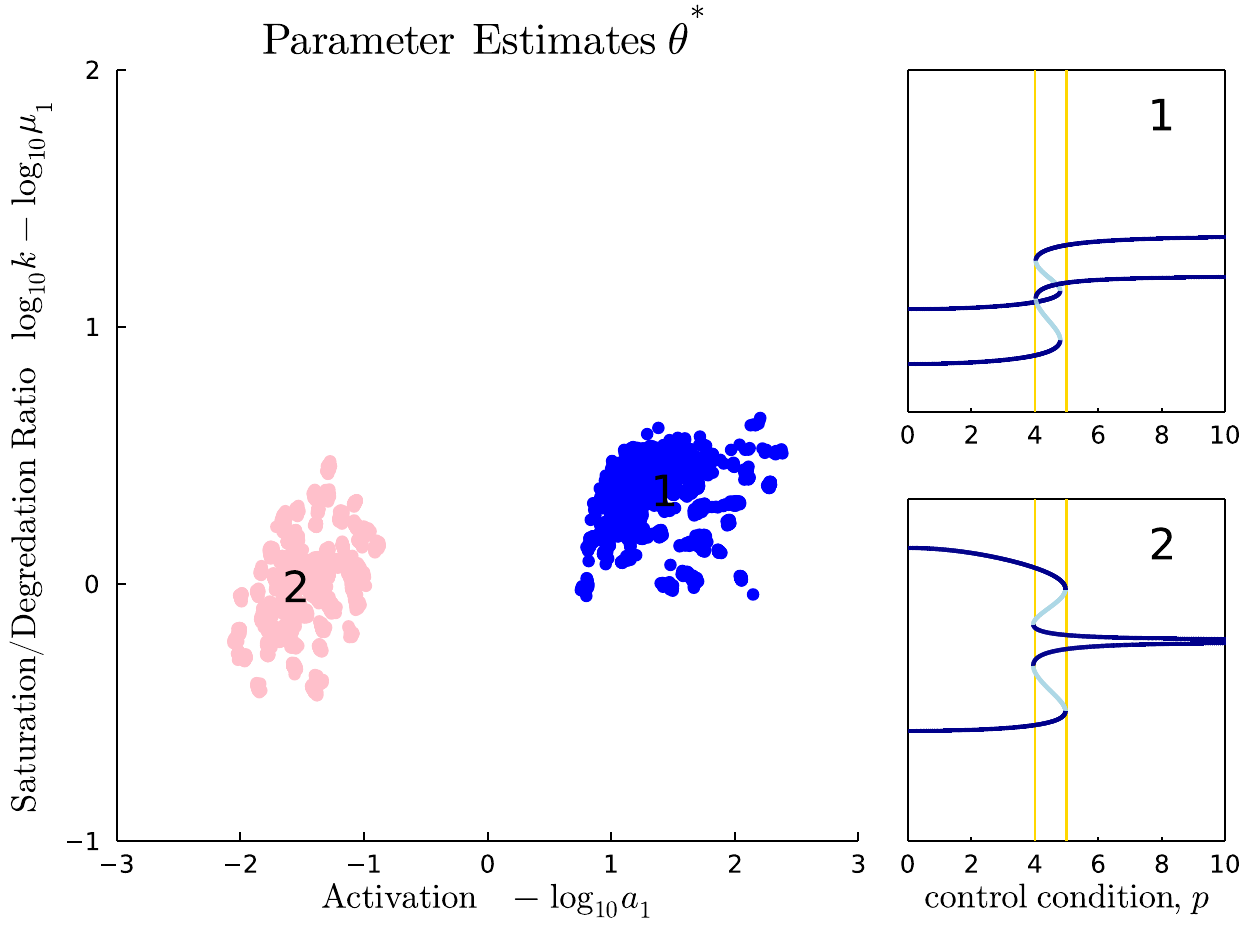 Parameter Estimates θ*
Saturation/Degredation Ratio log₁₀k − log₁₀μ₁
2
1
0
−1
−3 −2 −1 0 1 2 3
Activation − log₁₀a₁
2
1
1
0 2 4 6 8 10
2
0 2 4 6 8 10
control condition, p